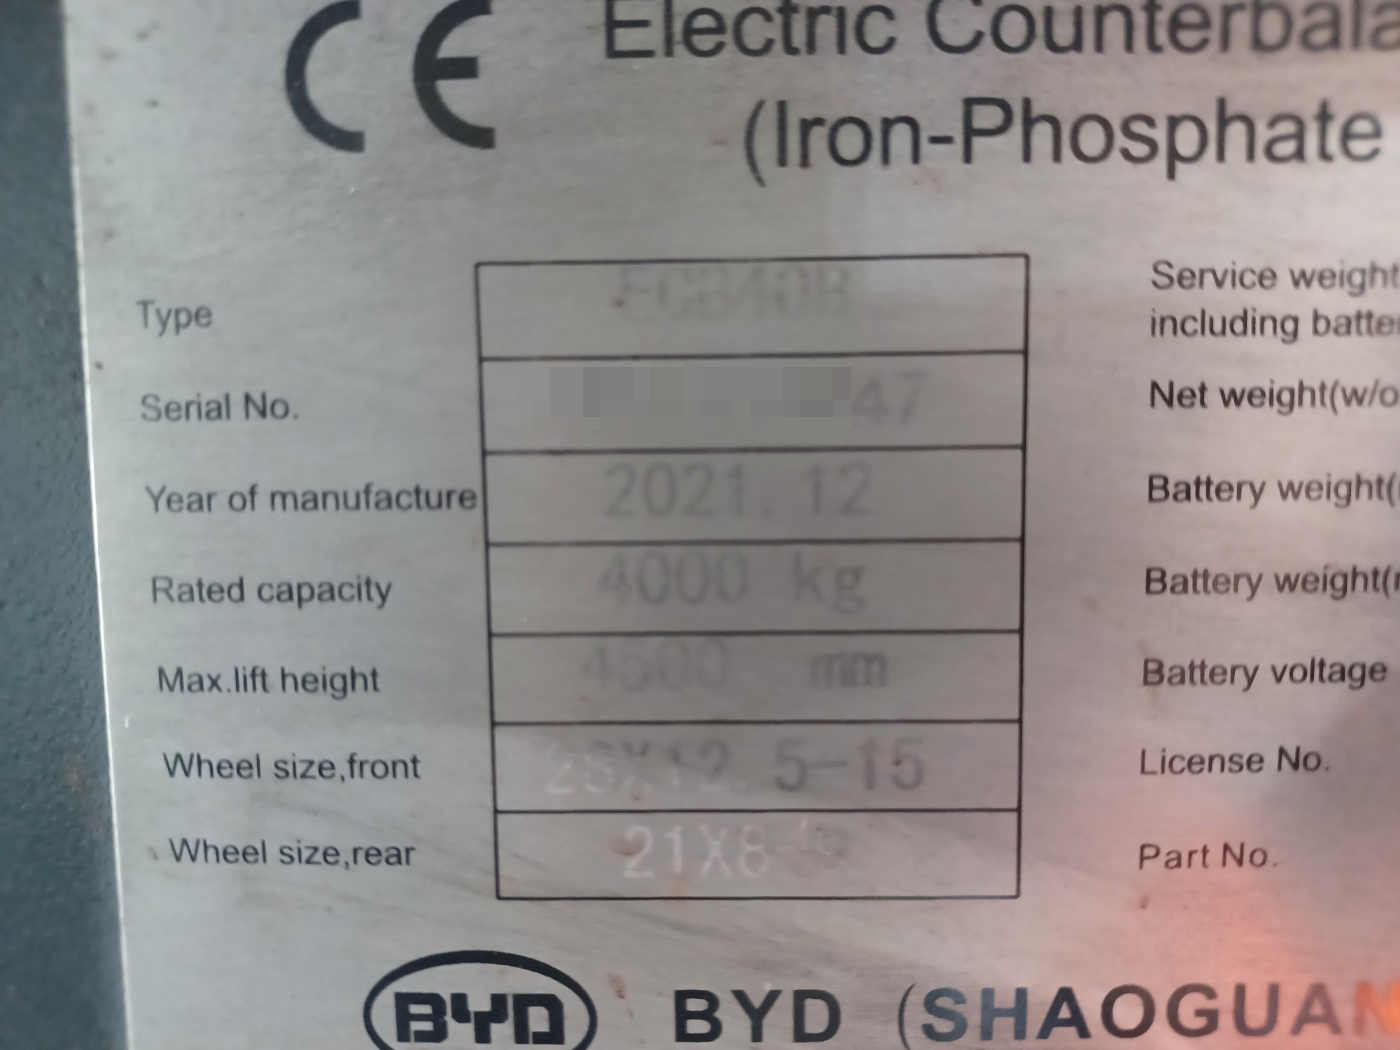 CE Electric Counterbala
(Iron-Phosphate
Type
Service weight
including batte
Serial No. 47
Net weight(w/o
Year of manufacture 2021.12
Battery weight(
Rated capacity 4000 kg
Battery weight(
Max.lift height 4500 mm
Battery voltage
Wheel size,front 28X12.5-15
License No.
Wheel size,rear 21X8
Part No.
BYD BYD (SHAOGUAN